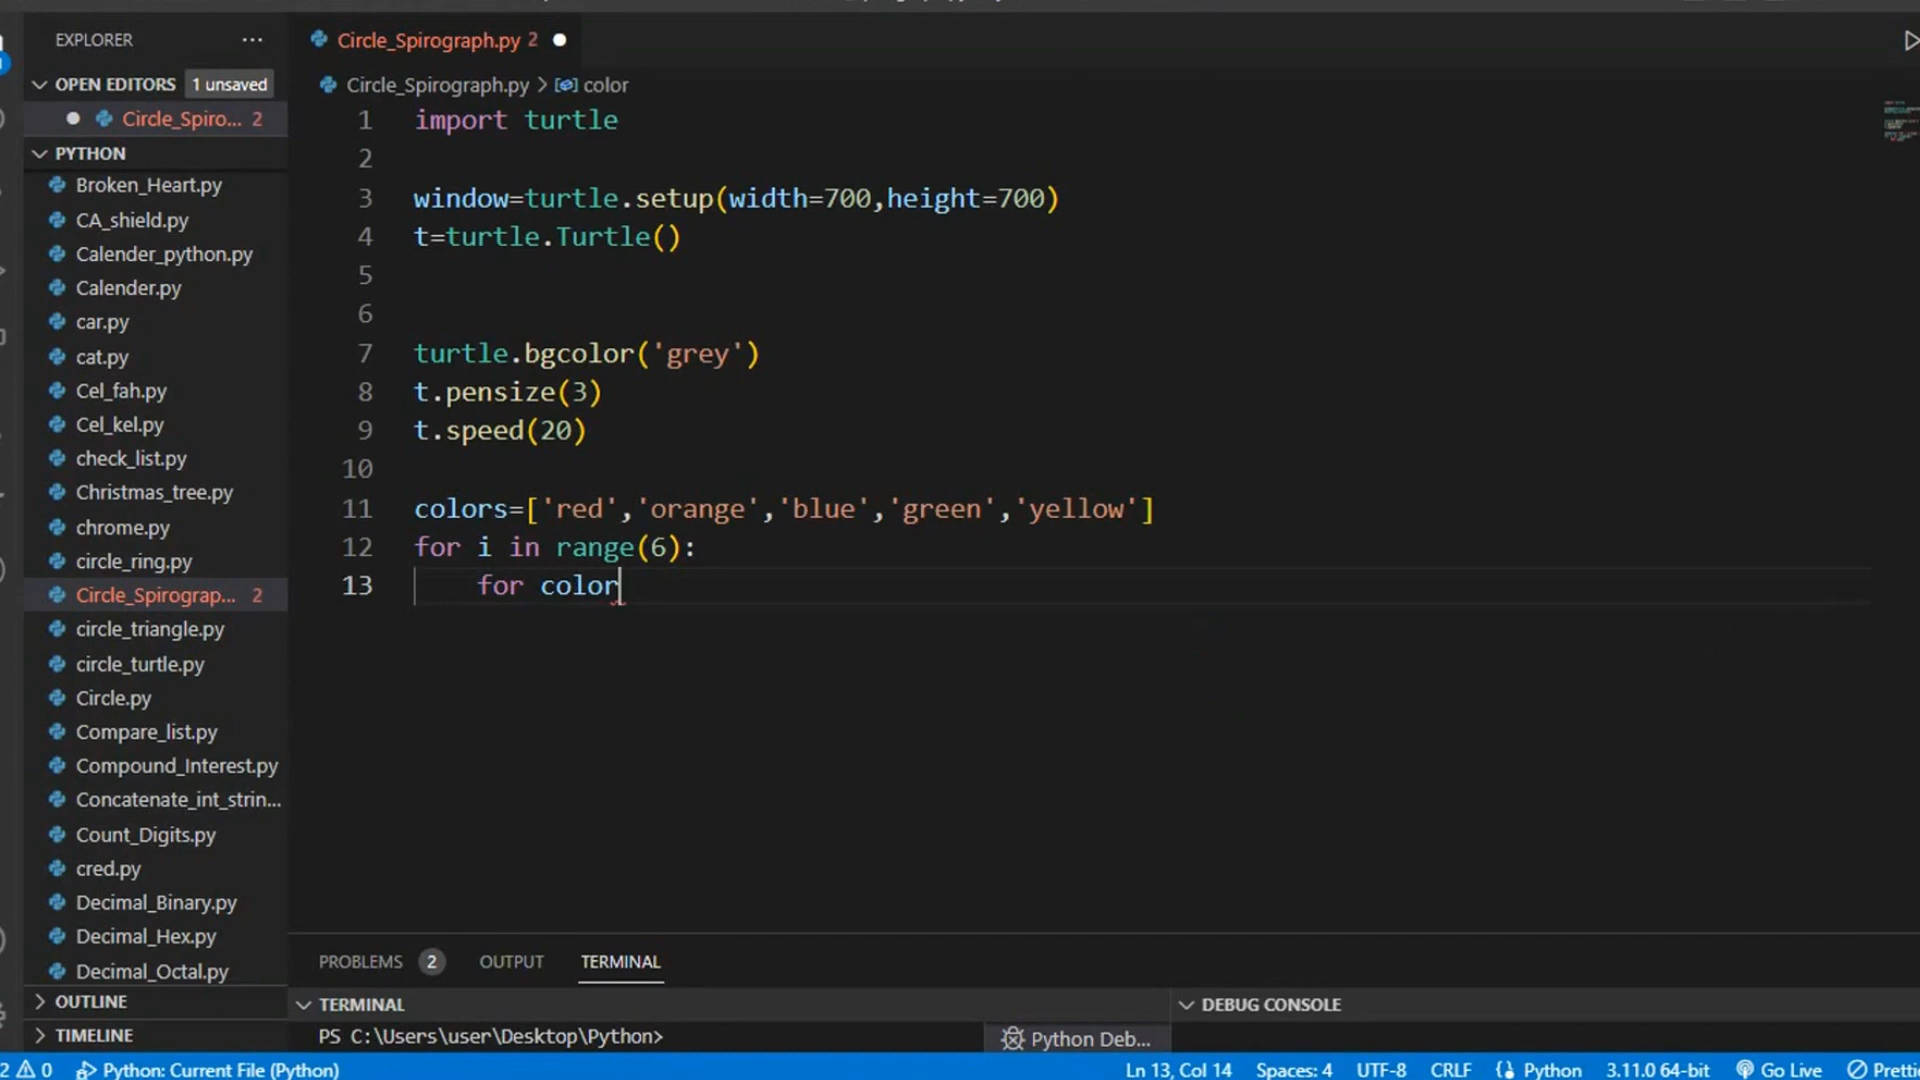 EXPLORER ...
OPEN EDITORS 1 unsaved
Circle_Spiro... 2
PYTHON
Broken_Heart.py
CA_shield.py
Calender_python.py
Calender.py
car.py
cat.py
Cel_fah.py
Cel_kel.py
check_list.py
Christmas_tree.py
chrome.py
circle_ring.py
Circle_Spirograp... 2
circle_triangle.py
circle_turtle.py
Circle.py
Compare_list.py
Compound_Interest.py
Concatenate_int_strin...
Count_Digits.py
cred.py
Decimal_Binary.py
Decimal_Hex.py
Decimal_Octal.py
OUTLINE
TIMELINE
Circle_Spirograph.py 2
Circle_Spirograph.py > color
1 import turtle
2
3 window=turtle.setup(width=700,height=700)
4 t=turtle.Turtle()
5
6
7 turtle.bgcolor('grey')
8 t.pensize(3)
9 t.speed(20)
10
11 colors=['red','orange','blue','green','yellow']
12 for i in range(6):
13 for color
PROBLEMS 2 OUTPUT TERMINAL
TERMINAL
PS C:\Users\user\Desktop\Python>
Python Deb...
DEBUG CONSOLE
2 0 Python: Current File (Python) Ln 13, Col 14 Spaces: 4 UTF-8 CRLF Python 3.11.0 64-bit Go Live Pretti